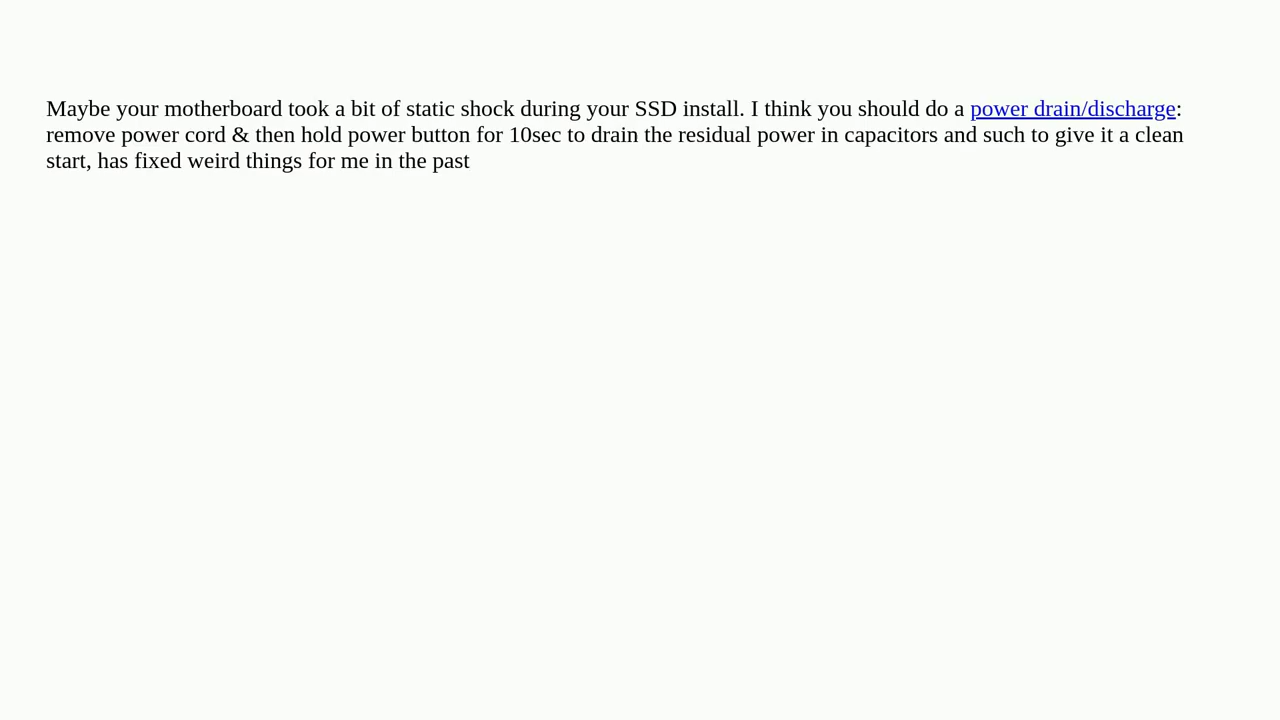 Maybe your motherboard took a bit of static shock during your SSD install. I think you should do a power drain/discharge:
remove power cord & then hold power button for 10sec to drain the residual power in capacitors and such to give it a clean
start, has fixed weird things for me in the past